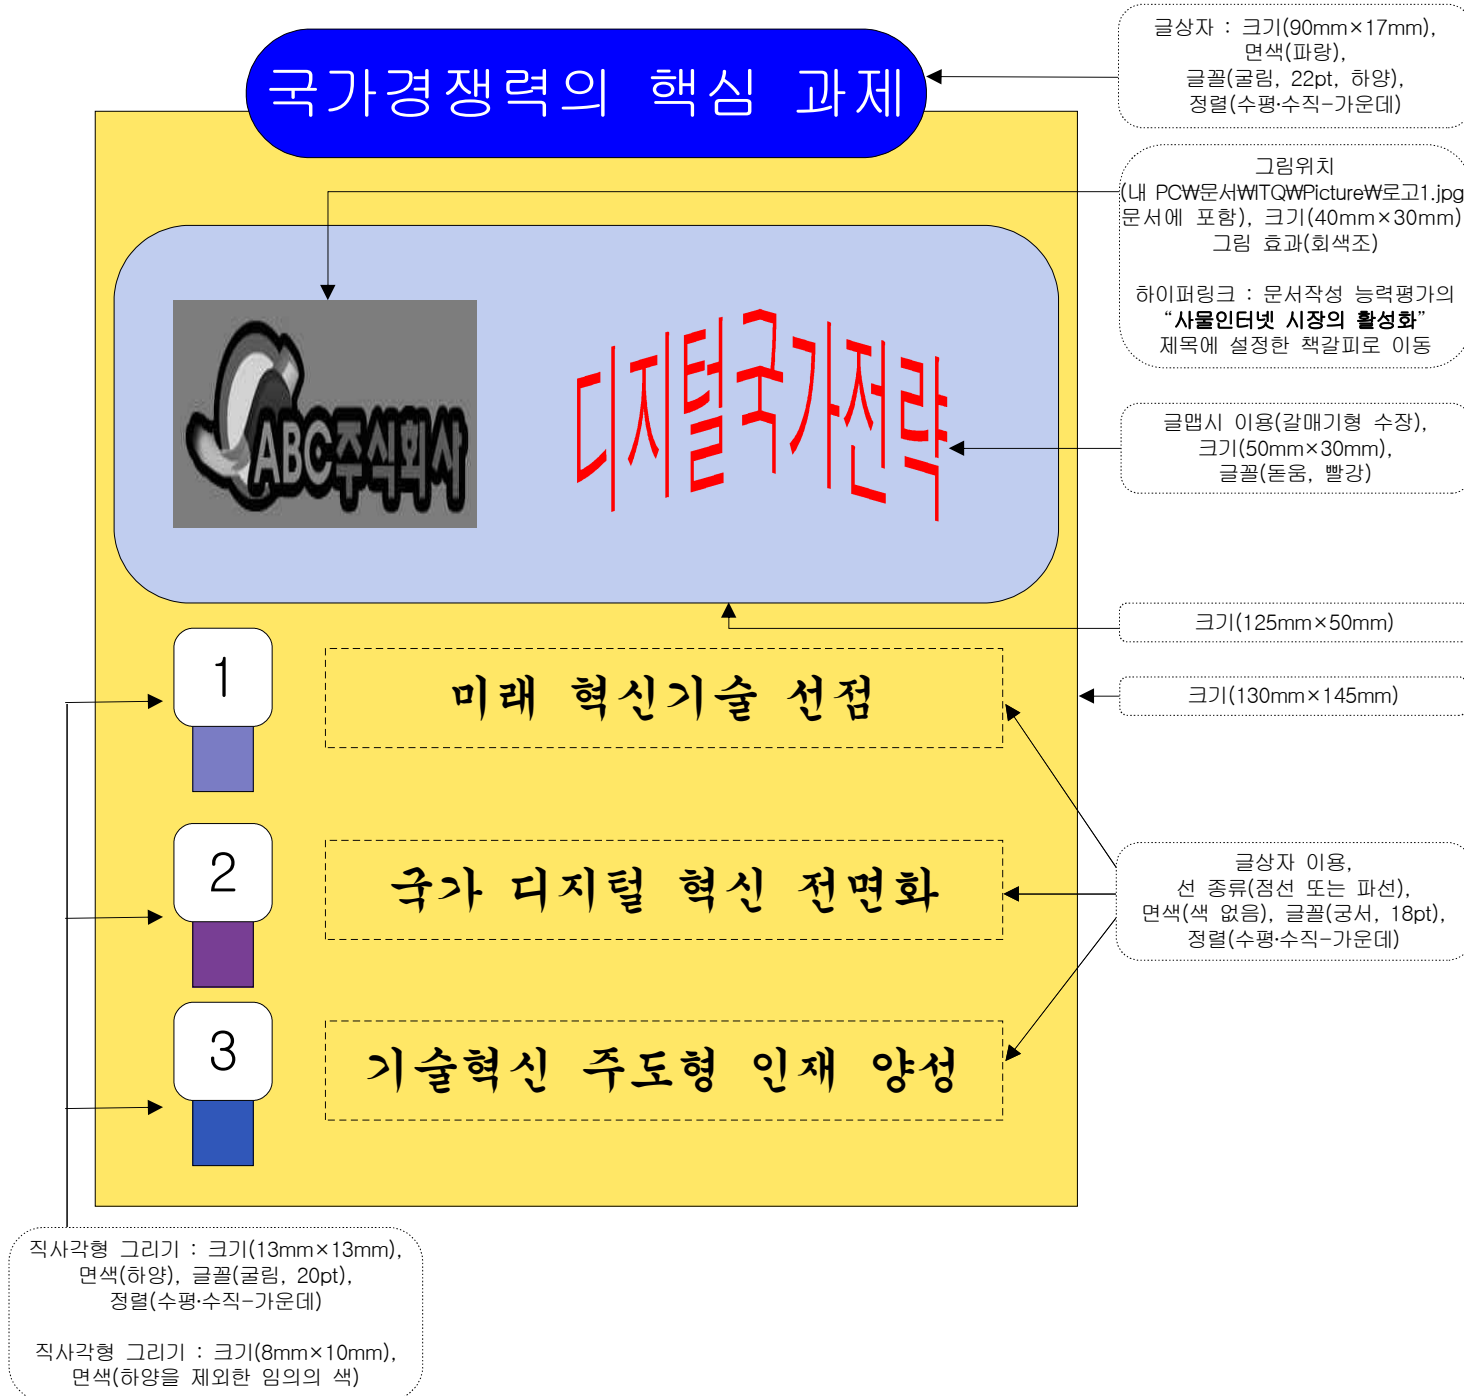 국가경쟁력의 핵심 과제
글상자 : 크기(90mm×17mm),
면색(파랑),
글꼴(굴림, 22pt, 하양),
정렬(수평·수직-가운데)
그림위치
(내 PC₩문서₩ITQ₩Picture₩로고1.jpg
문서에 포함), 크기(40mm×30mm)
그림 효과(회색조)
하이퍼링크 : 문서작성 능력평가의
“사물인터넷 시장의 활성화”
제목에 설정한 책갈피로 이동
ABC주식회사
디지털국가전략
글맵시 이용(갈매기형 수장),
크기(50mm×30mm),
글꼴(돋움, 빨강)
크기(125mm×50mm)
크기(130mm×145mm)
1
미래 혁신기술 선점
2
국가 디지털 혁신 전면화
3
기술혁신 주도형 인재 양성
글상자 이용,
선 종류(점선 또는 파선),
면색(색 없음), 글꼴(궁서, 18pt),
정렬(수평·수직-가운데)
직사각형 그리기 : 크기(13mm×13mm),
면색(하양), 글꼴(굴림, 20pt),
정렬(수평·수직-가운데)
직사각형 그리기 : 크기(8mm×10mm),
면색(하양을 제외한 임의의 색)